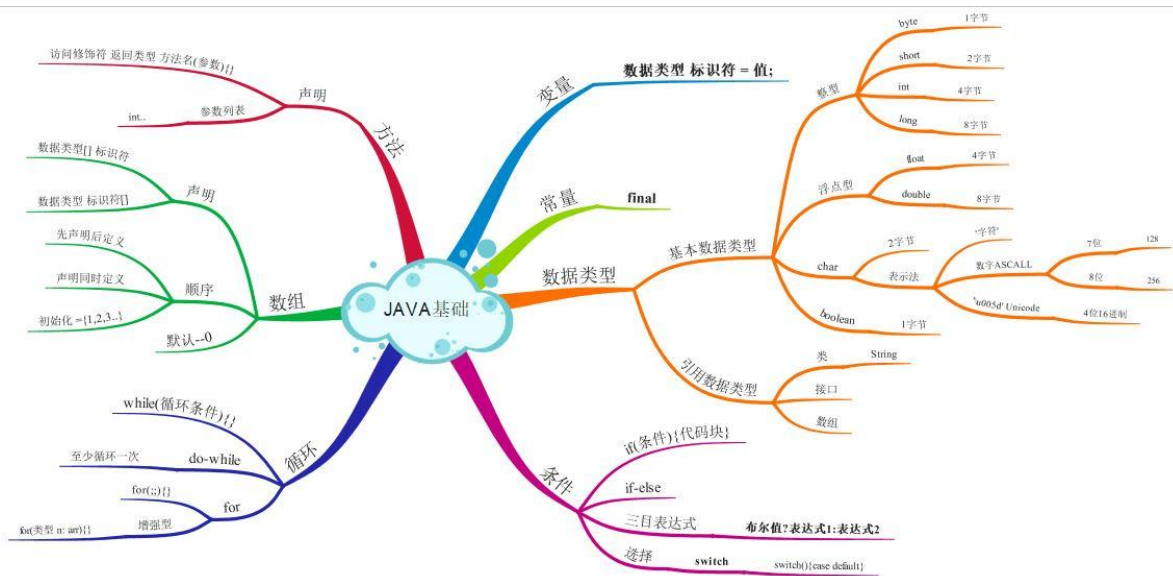 JAVA基础
变量
数据类型 标识符 = 值;
常量
final
数据类型
基本数据类型
整型
byte
1字节
short
2字节
int
4字节
long
8字节
浮点型
float
4字节
double
8字节
char
2字节
表示法
'字符'
数字ASCALL
7位
128
8位
256
'\u005d' Unicode
4位16进制
boolean
1字节
引用数据类型
类
String
接口
数组
条件
if(条件){代码块}
if-else
三目表达式
布尔值?表达式1:表达式2
选择
switch
switch(){case default}
方法
声明
访问修饰符 返回类型 方法名(参数){}
参数列表
int..
数组
声明
数据类型[] 标识符
数据类型 标识符[]
顺序
先声明后定义
声明同时定义
初始化 ={1,2,3..}
默认--0
循环
while(循环条件){}
do-while
至少循环一次
for
for(;;){}
增强型
for(类型 n: arr){}